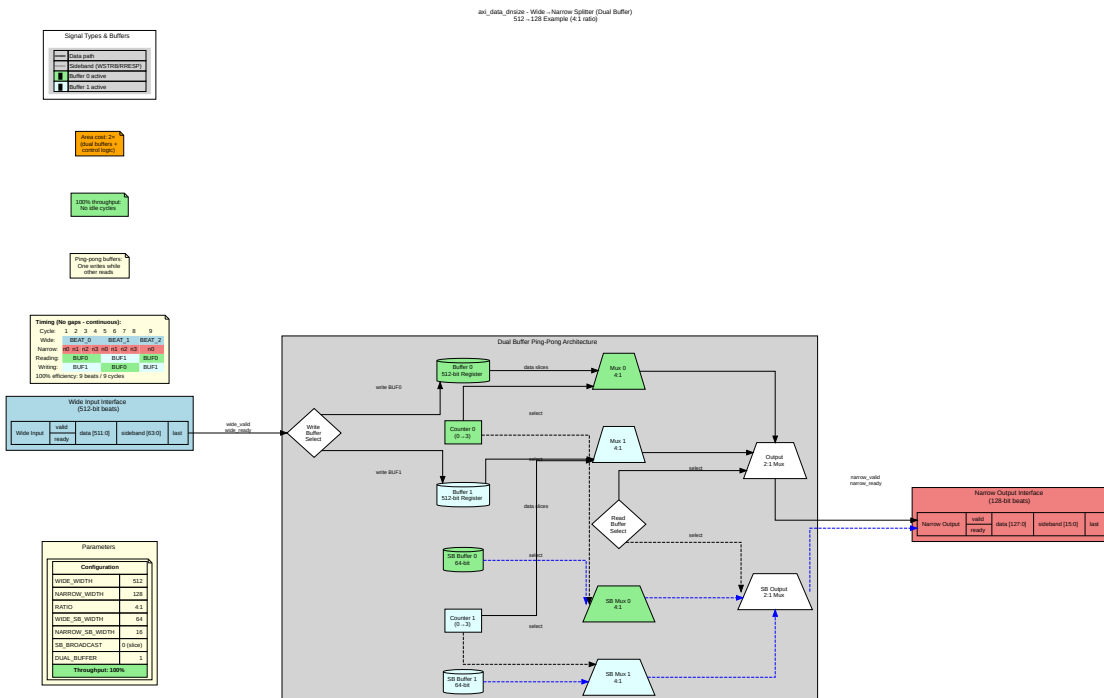 axi_data_dnsize - Wide→Narrow Splitter (Dual Buffer)
512→128 Example (4:1 ratio)
Signal Types & Buffers
Data path
Sideband (WSTRB/RRESP)
Buffer 0 active
Buffer 1 active
Area cost: 2×
(dual buffers +
control logic)
100% throughput:
No idle cycles
Ping-pong buffers:
One writes while
other reads
Timing (No gaps - continuous):
Cycle: 1 2 3 4 5 6 7 8 9
Wide: BEAT_0 BEAT_1 BEAT_2
Narrow: n0 n1 n2 n3 n0 n1 n2 n3 n0
Reading: BUF0 BUF1 BUF0
Writing: BUF1 BUF0 BUF1
100% efficiency: 9 beats / 9 cycles
Wide Input Interface
(512-bit beats)
Wide Input
valid
ready
data [511:0]
sideband [63:0]
last
wide_valid
wide_ready
Dual Buffer Ping-Pong Architecture
Write
Buffer
Select
write BUF0
write BUF1
Buffer 0
512-bit Register
data slices
Mux 0
4:1
select
Counter 0
(0→3)
Mux 1
4:1
select
Buffer 1
512-bit Register
data slices
Output
2:1 Mux
select
Read
Buffer
Select
select
SB Buffer 0
64-bit
select
SB Mux 0
4:1
SB Output
2:1 Mux
Counter 1
(0→3)
select
SB Buffer 1
64-bit
SB Mux 1
4:1
narrow_valid
narrow_ready
Narrow Output Interface
(128-bit beats)
Narrow Output
valid
ready
data [127:0]
sideband [15:0]
last
Parameters
Configuration
WIDE_WIDTH 512
NARROW_WIDTH 128
RATIO 4:1
WIDE_SB_WIDTH 64
NARROW_SB_WIDTH 16
SB_BROADCAST 0 (slice)
DUAL_BUFFER 1
Throughput: 100%